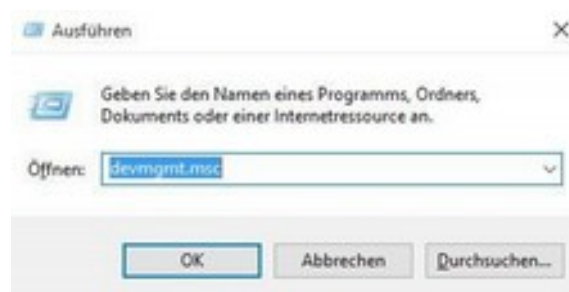 Ausführen
Geben Sie den Namen eines Programms, Ordners,
Dokuments oder einer Internetressource an.
Öffnen: devmgmt.msc
OK Abbrechen Durchsuchen...